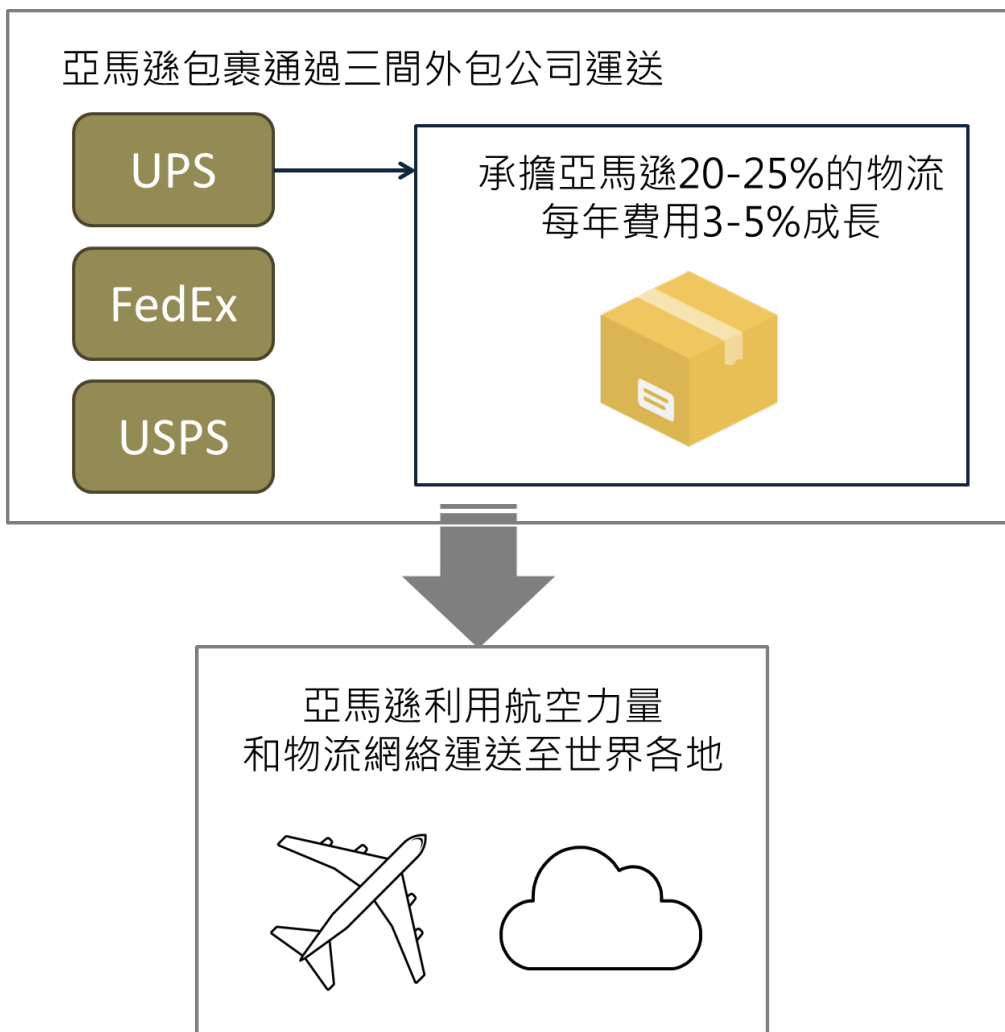 亞馬遜包裹通過三間外包公司運送
UPS
承擔亞馬遜20-25%的物流
每年費用3-5%成長
FedEx
USPS
亞馬遜利用航空力量
和物流網絡運送至世界各地